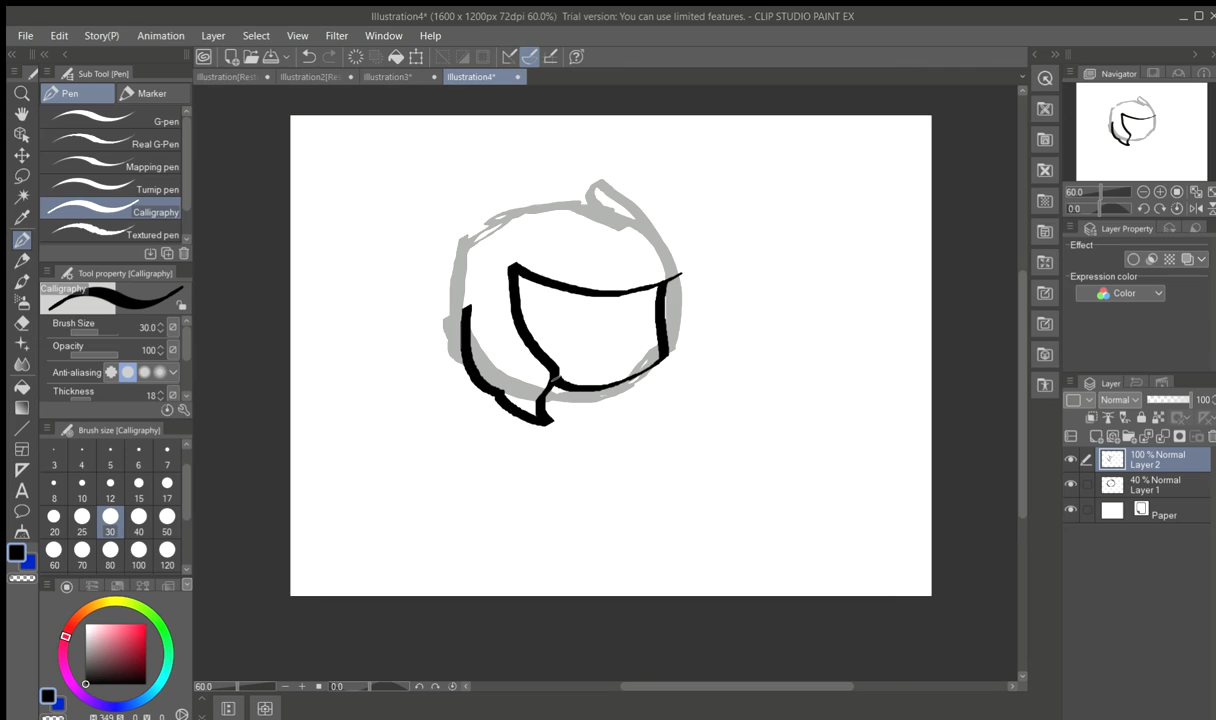 Illustration4* (1600 x 1200px 72dpi 60.0%)  Trial version: You can use limited features. - CLIP STUDIO PAINT EX
File Edit Story(P) Animation Layer Select View Filter Window Help
Sub Tool [Pen]
Illustration2[Res
Illustration3*
Illustration4*
Navigator
Pen
Marker
G-pen
Real G-Pen
Mapping pen
Turnip pen
Calligraphy
Textured pen
60.0
0.0
Layer Property
Effect
Expression color
Color
Tool property [Calligraphy]
Calligraphy
Brush Size 30.0
Opacity 100
Anti-aliasing
Thickness 18
Brush size [Calligraphy]
3 4 5 6 7
8 10 12 15 17
20 25 30 40 50
60 70 80 100 120
Layer
Normal 100
100 % Normal
Layer 2
40 % Normal
Layer 1
Paper
60.0
0.0
H 349 S 0 V 0